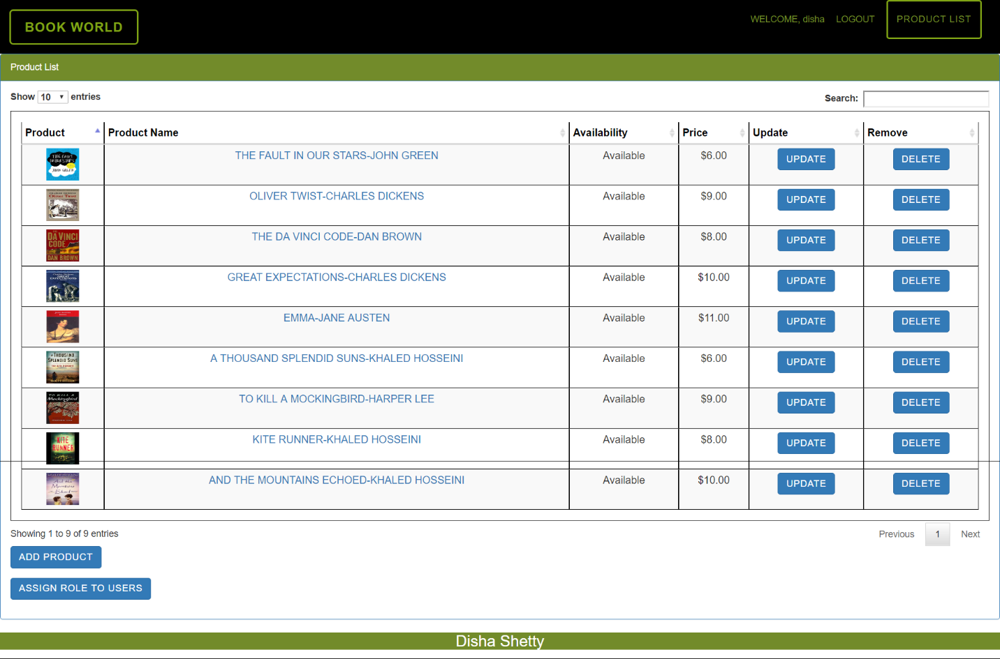 BOOK WORLD
WELCOME, disha LOGOUT PRODUCT LIST
Product List
Show 10 entries
Search:
Product Product Name Availability Price Update Remove
THE FAULT IN OUR STARS JOHN GREEN
THE FAULT IN OUR STARS-JOHN GREEN Available $6.00 UPDATE DELETE
Oliver Twist
OLIVER TWIST-CHARLES DICKENS Available $9.00 UPDATE DELETE
DA VINCI CODE DAN BROWN
THE DA VINCI CODE-DAN BROWN Available $8.00 UPDATE DELETE
GREAT EXPECTATIONS
GREAT EXPECTATIONS-CHARLES DICKENS Available $10.00 UPDATE DELETE
EMMA-JANE AUSTEN Available $11.00 UPDATE DELETE
A THOUSAND SPLENDID SUNS
A THOUSAND SPLENDID SUNS-KHALED HOSSEINI Available $6.00 UPDATE DELETE
TO KILL A Mockingbird
TO KILL A MOCKINGBIRD-HARPER LEE Available $9.00 UPDATE DELETE
KITE RUNNER
KITE RUNNER-KHALED HOSSEINI Available $8.00 UPDATE DELETE
And the Mountains Echoed
AND THE MOUNTAINS ECHOED-KHALED HOSSEINI Available $10.00 UPDATE DELETE
Showing 1 to 9 of 9 entries
Previous 1 Next
ADD PRODUCT
ASSIGN ROLE TO USERS
Disha Shetty